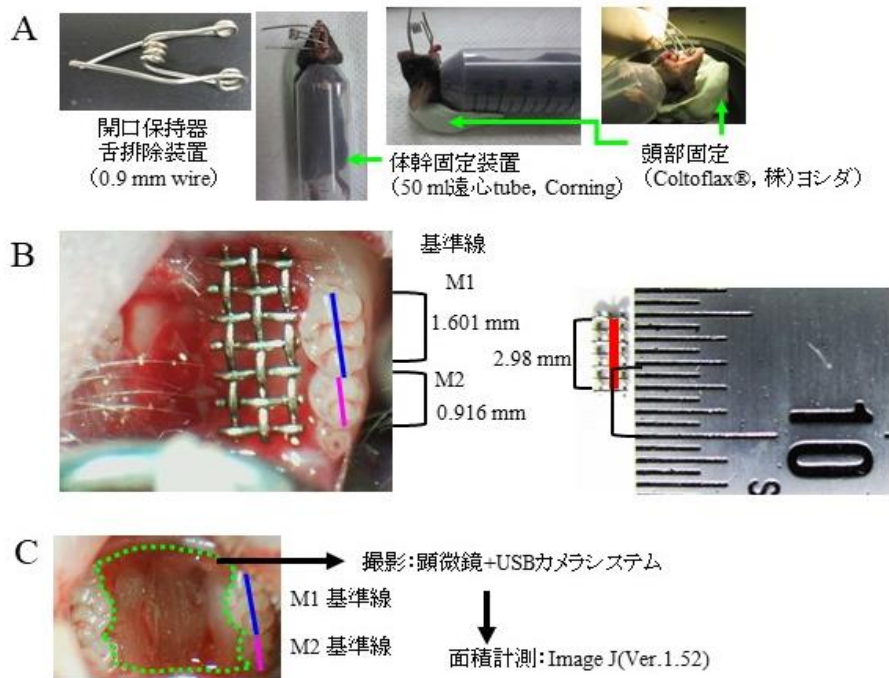 A
開口保持器
舌排除装置
(0.9 mm wire)
体幹固定装置
(50 ml遠心tube, Corning)
頭部固定
(Coltoflax®, 株)ヨシダ)
B
基準線
M1
1.601 mm
M2
0.916 mm
2.98 mm
10
S
C
撮影:顕微鏡+USBカメラシステム
M1 基準線
M2 基準線
面積計測:Image J(Ver.1.52)